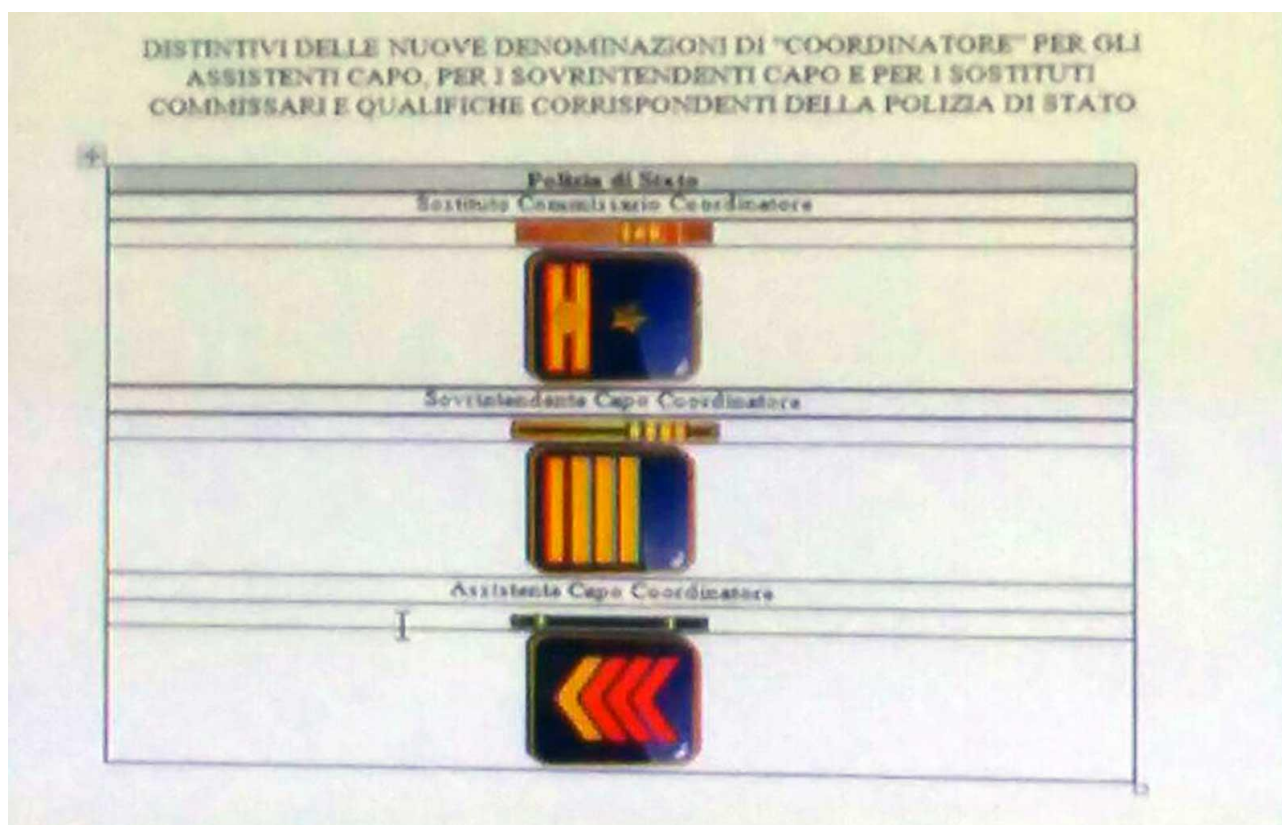 DISTINTIVI DELLE NUOVE DENOMINAZIONI DI "COORDINATORE" PER GLI
ASSISTENTI CAPO, PER I SOVRINTENDENTI CAPO E PER I SOSTITUTI
COMMISSARI E QUALIFICHE CORRISPONDENTI DELLA POLIZIA DI STATO
Polizia di Stato
Sostituto Commissario Coordinatore
Sovrintendente Capo Coordinatore
Assistente Capo Coordinatore